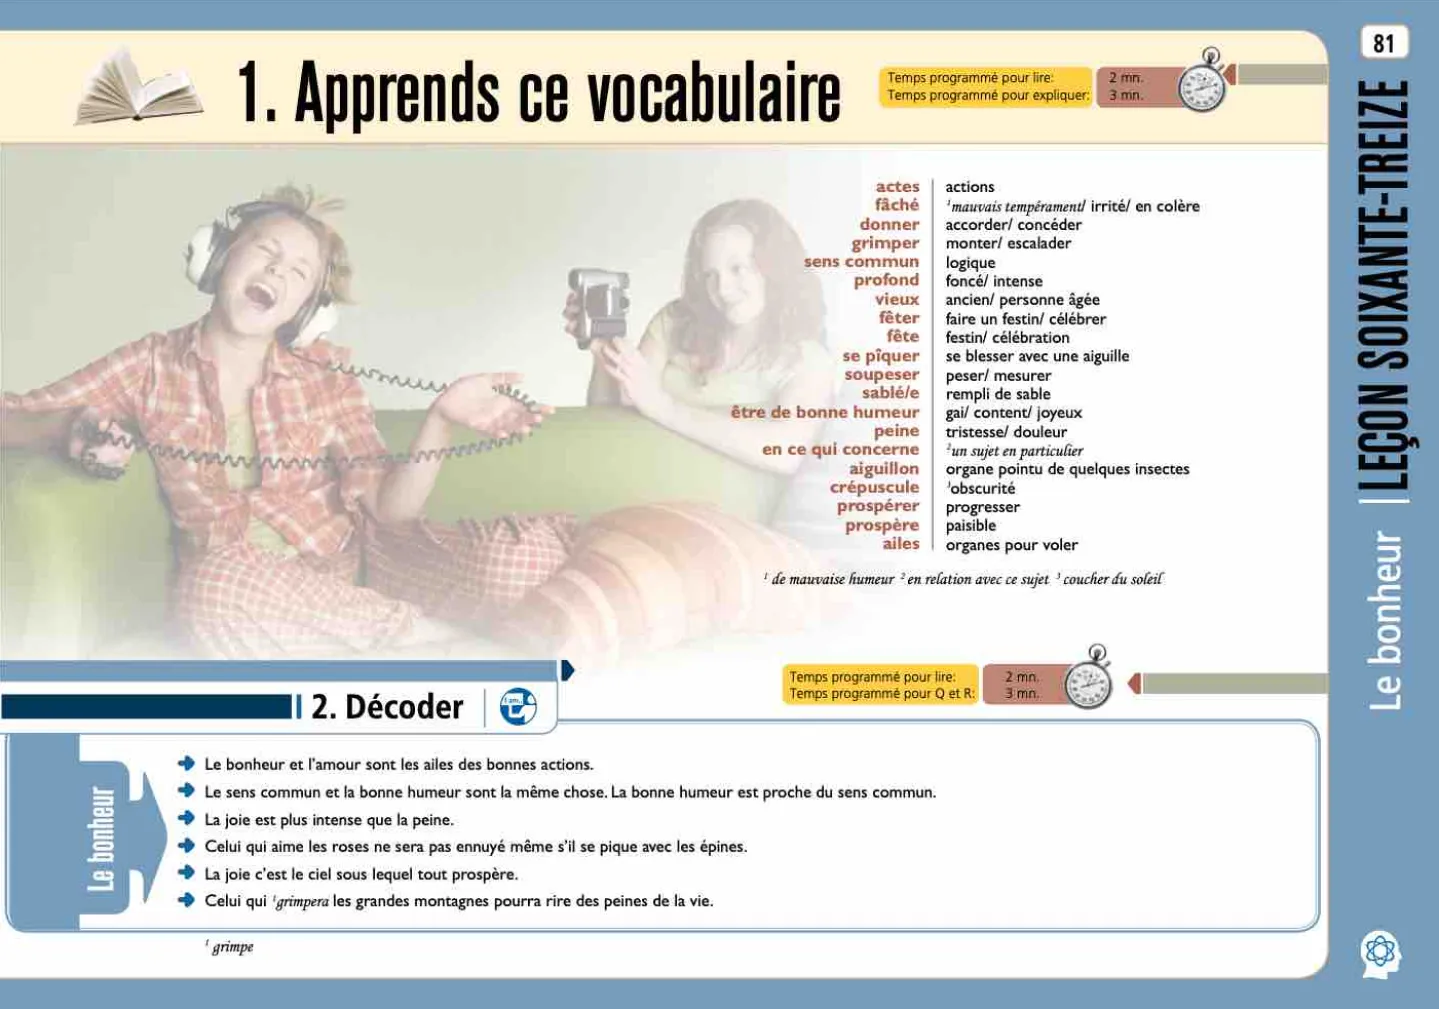 1. Apprends ce vocabulaire
Temps programmé pour lire: 2 mn.
Temps programmé pour expliquer: 3 mn.
81
LEÇON SOIXANTE-TREIZE
Le bonheur
actes actions
fâché ¹mauvais tempérament/ irrité/ en colère
donner accorder/ concéder
grimper monter/ escalader
sens commun logique
profond foncé/ intense
vieux ancien/ personne âgée
fêter faire un festin/ célébrer
fête festin/ célébration
se pîquer se blesser avec une aiguille
soupeser peser/ mesurer
sablé/e rempli de sable
être de bonne humeur gai/ content/ joyeux
peine tristesse/ douleur
en ce qui concerne ²un sujet en particulier
aiguillon organe pointu de quelques insectes
crépuscule ³obscurité
prospérer progresser
prospère paisible
ailes organes pour voler
¹ de mauvaise humeur ² en relation avec ce sujet ³ coucher du soleil
2. Décoder
I am...
Temps programmé pour lire: 2 mn.
Temps programmé pour Q et R: 3 mn.
Le bonheur
Le bonheur et l'amour sont les ailes des bonnes actions.
Le sens commun et la bonne humeur sont la même chose. La bonne humeur est proche du sens commun.
La joie est plus intense que la peine.
Celui qui aime les roses ne sera pas ennuyé même s'il se pique avec les épines.
La joie c'est le ciel sous lequel tout prospère.
Celui qui ¹grimpera les grandes montagnes pourra rire des peines de la vie.
¹ grimpe